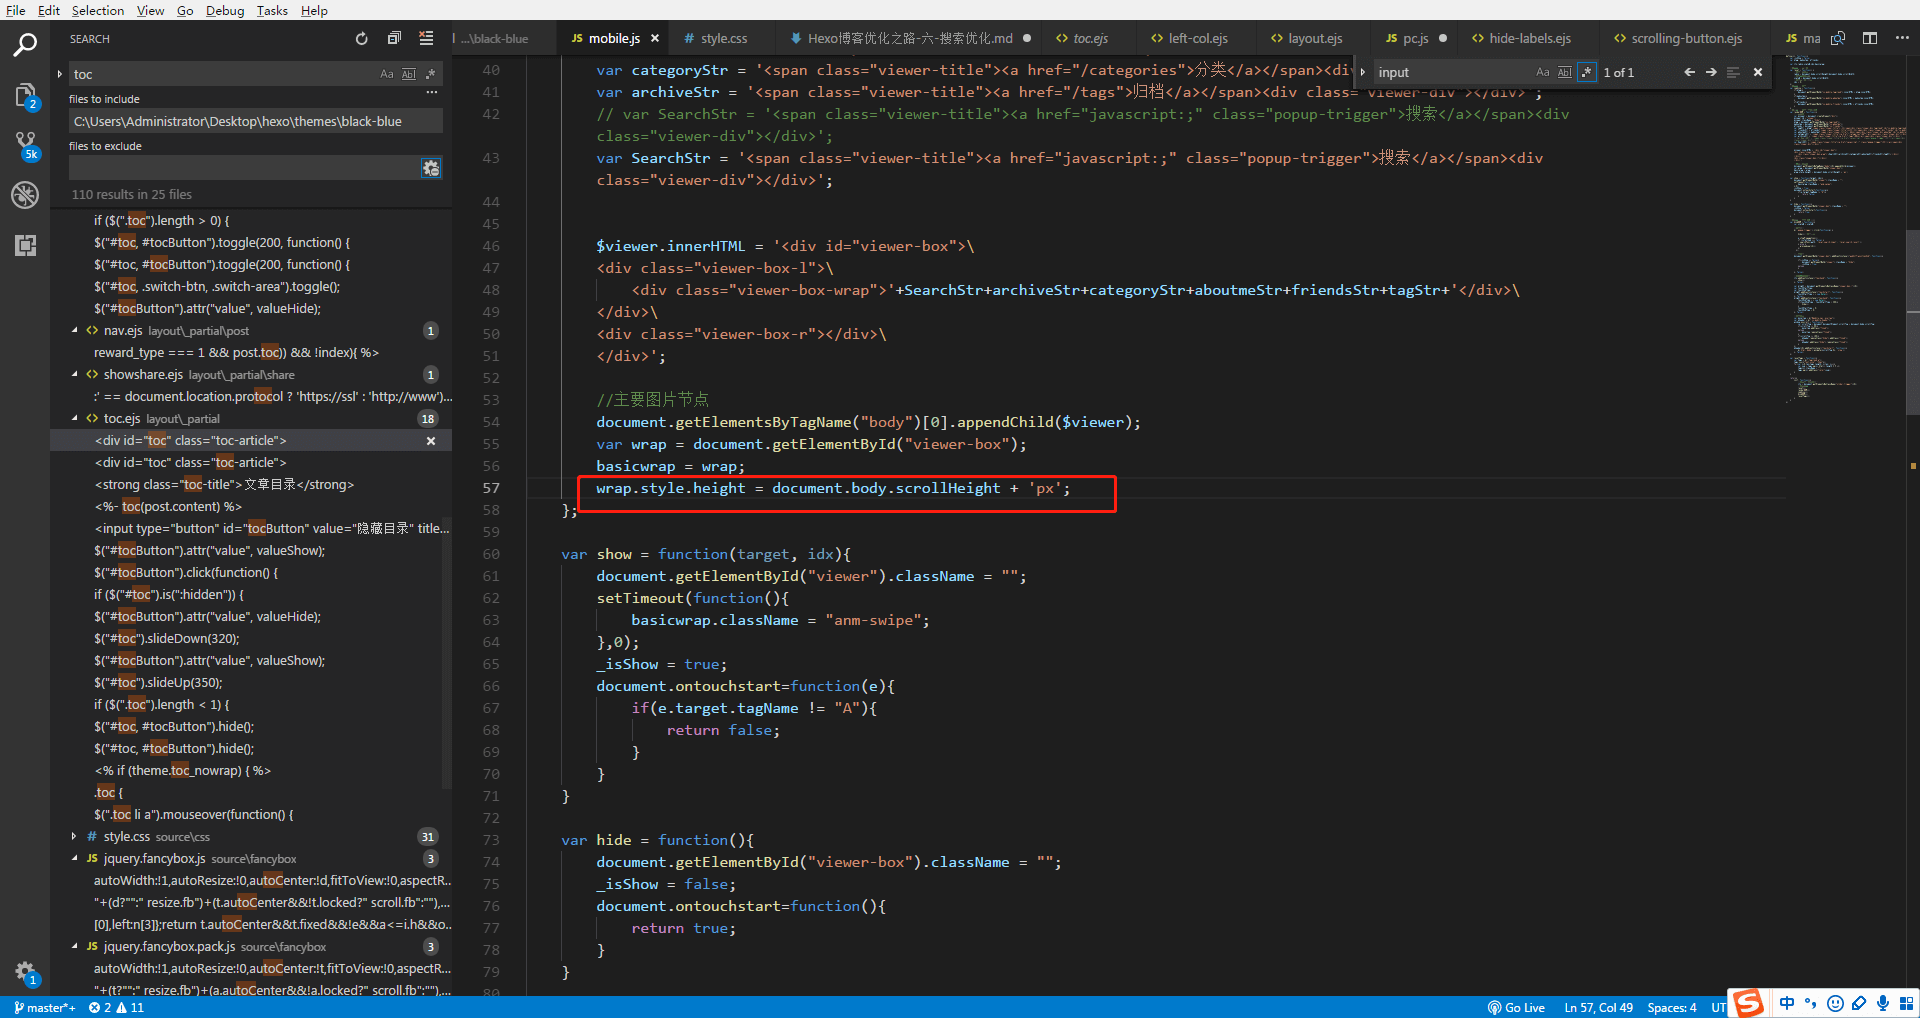 File Edit Selection View Go Debug Tasks Help
SEARCH
...\black-blue
JS mobile.js
# style.css
Hexo博客优化之路-六-搜索优化.md
<> toc.ejs
<> left-col.ejs
<> layout.ejs
JS pc.js
<> hide-labels.ejs
<> scrolling-button.ejs
JS ma
toc
Aa Abl .*
files to include
C:\Users\Administrator\Desktop\hexo\themes\black-blue
files to exclude
110 results in 25 files
2
5k
if ($(".toc").length > 0) {
$("#toc, #tocButton").toggle(200, function() {
$("#toc, #tocButton").toggle(200, function() {
$("#toc, .switch-btn, .switch-area").toggle();
$("#tocButton").attr("value", valueHide);
<> nav.ejs layout\_partial\post 1
reward_type === 1 && post.toc)) && !index){ %>
<> showshare.ejs layout\_partial\share 1
:' == document.location.protocol ? 'https://ssl' : 'http://www')...
<> toc.ejs layout\_partial 18
<div id="toc" class="toc-article">
<div id="toc" class="toc-article">
<strong class="toc-title">文章目录</strong>
<%- toc(post.content) %>
<input type="button" id="tocButton" value="隐藏目录" title...
$("#tocButton").attr("value", valueShow);
$("#tocButton").click(function() {
if ($("#toc").is(":hidden")) {
$("#tocButton").attr("value", valueHide);
$("#toc").slideDown(320);
$("#tocButton").attr("value", valueShow);
$("#toc").slideUp(350);
if ($(".toc").length < 1) {
$("#toc, #tocButton").hide();
$("#toc, #tocButton").hide();
<% if (theme.toc_nowrap) { %>
.toc {
$(".toc li a").mouseover(function() {
# style.css source\css 31
JS jquery.fancybox.js source\fancybox 3
autoWidth:!1,autoResize:!0,autoCenter:!d,fitToView:!0,aspectR...
"+(d?"":" resize.fb")+(t.autoCenter&&!t.locked?" scroll.fb":""),...
[0],left:n[3]};return t.autoCenter&&t.fixed&&!e&&a<=i.h&&o...
JS jquery.fancybox.pack.js source\fancybox 3
autoWidth:!1,autoResize:!0,autoCenter:!t,fitToView:!0,aspectR...
"+(t?"":" resize.fb")+(a.autoCenter&&!a.locked?" scroll.fb":""),...
1
input
Aa Abl .* 1 of 1
40 var categoryStr = '<span class="viewer-title"><a href="/categories">分类</a></span><div
41 var archiveStr = '<span class="viewer-title"><a href="/tags">归档</a></span><div class="viewer-div"></div>';
42 // var SearchStr = '<span class="viewer-title"><a href="javascript:;" class="popup-trigger">搜索</a></span><div
class="viewer-div"></div>';
43 var SearchStr = '<span class="viewer-title"><a href="javascript:;" class="popup-trigger">搜索</a></span><div
class="viewer-div"></div>';
44
45
46 $viewer.innerHTML = '<div id="viewer-box">\
47 <div class="viewer-box-l">\
48 <div class="viewer-box-wrap">'+SearchStr+archiveStr+categoryStr+aboutmeStr+friendsStr+tagStr+'</div>\
49 </div>\
50 <div class="viewer-box-r"></div>\
51 </div>';
52
53 //主要图片节点
54 document.getElementsByTagName("body")[0].appendChild($viewer);
55 var wrap = document.getElementById("viewer-box");
56 basicwrap = wrap;
57 wrap.style.height = document.body.scrollHeight + 'px';
58 };
59
60 var show = function(target, idx){
61 document.getElementById("viewer").className = "";
62 setTimeout(function(){
63 basicwrap.className = "anm-swipe";
64 },0);
65 _isShow = true;
66 document.ontouchstart=function(e){
67 if(e.target.tagName != "A"){
68 return false;
69 }
70 }
71 }
72
73 var hide = function(){
74 document.getElementById("viewer-box").className = "";
75 _isShow = false;
76 document.ontouchstart=function(){
77 return true;
78 }
79 }
80
master*+ 2 11
Go Live Ln 57, Col 49 Spaces: 4 UT
S 中